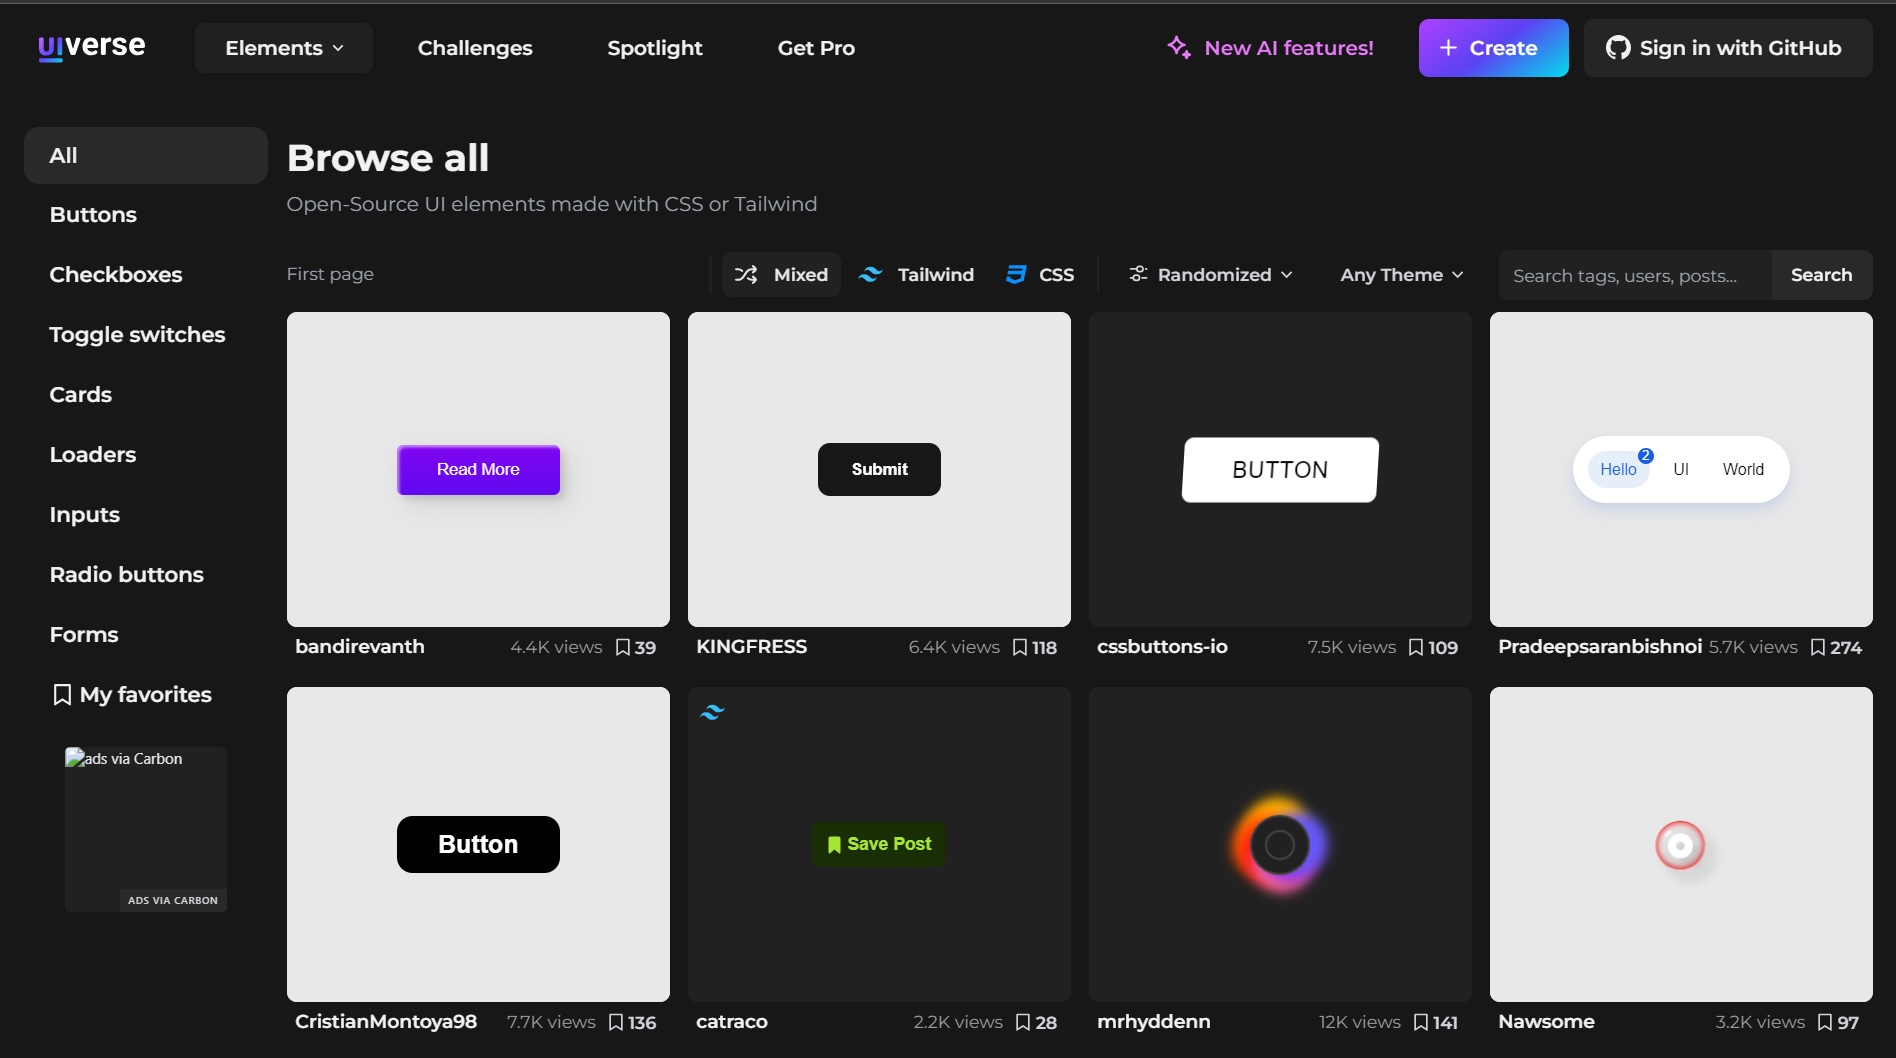 uiverse
Elements
Challenges
Spotlight
Get Pro
New AI features!
+ Create
Sign in with GitHub
All
Buttons
Checkboxes
Toggle switches
Cards
Loaders
Inputs
Radio buttons
Forms
My favorites
ads via Carbon
ADS VIA CARBON
Browse all
Open-Source UI elements made with CSS or Tailwind
First page
Mixed
Tailwind
CSS
Randomized
Any Theme
Search tags, users, posts...
Search
Read More
bandirevanth 4.4K views 39
Submit
KINGFRESS 6.4K views 118
BUTTON
cssbuttons-io 7.5K views 109
Hello 2 UI World
Pradeepsaranbishnoi 5.7K views 274
Button
CristianMontoya98 7.7K views 136
Save Post
catraco 2.2K views 28
mrhyddenn 12K views 141
Nawsome 3.2K views 97